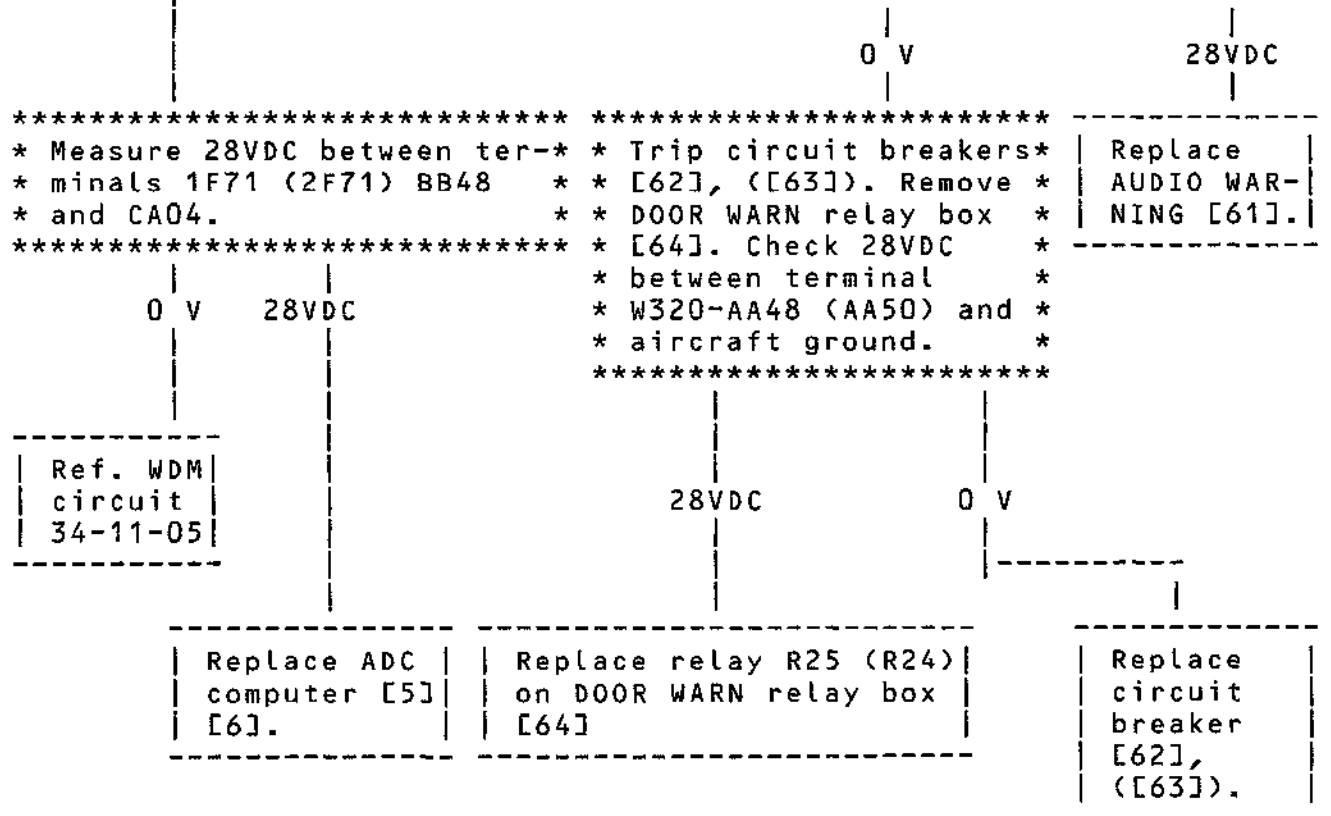 0 V
28VDC
* Measure 28VDC between ter-*
* minals 1F71 (2F71) BB48 *
* and CA04. *
* Trip circuit breakers*
* [62], ([63]). Remove *
* DOOR WARN relay box *
* [64]. Check 28VDC *
* between terminal *
* W320-AA48 (AA50) and *
* aircraft ground. *
Replace
AUDIO WAR-
NING [61].
0 V
28VDC
Ref. WDM
circuit
34-11-05
28VDC
0 V
Replace ADC
computer [5]
[6].
Replace relay R25 (R24)
on DOOR WARN relay box
[64]
Replace
circuit
breaker
[62],
([63]).